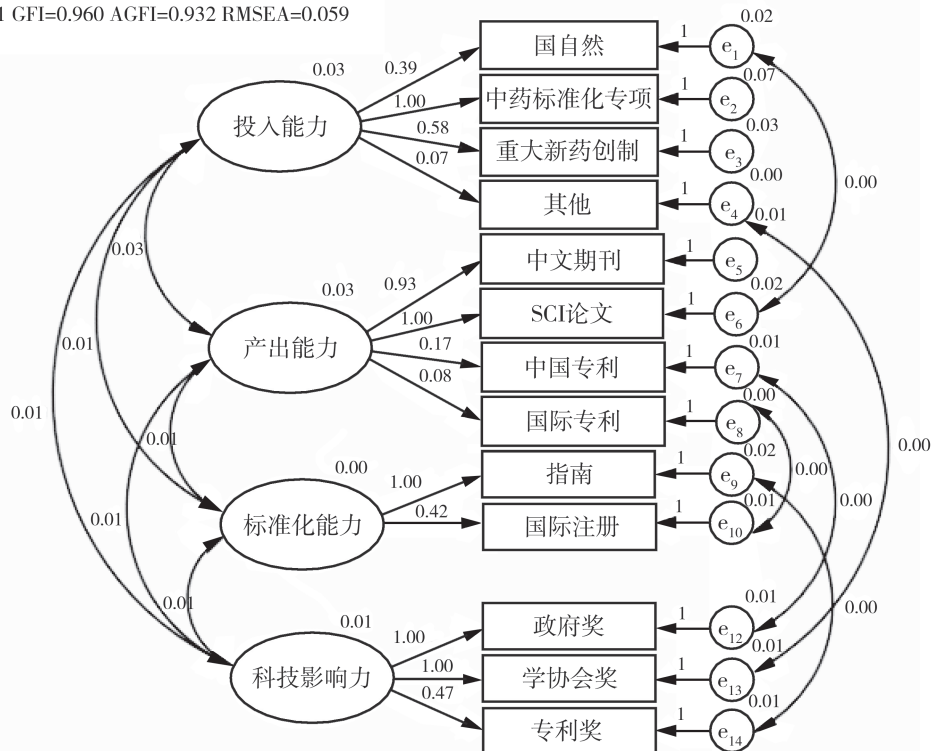 1 GFI=0.960 AGFI=0.932 RMSEA=0.059
0.02
国自然
1
e1
0.03
0.39
0.07
投入能力
1.00
中药标准化专项
1
e2
0.58
0.03
重大新药创制
1
e3
0.07
0.00
0.00
其他
1
e4
0.01
0.03
中文期刊
1
e5
0.03
0.93
0.02
1.00
SCI论文
1
e6
0.01
产出能力
0.17
0.01
中国专利
1
e7
0.08
0.00
0.01
国际专利
1
e8
0.00
0.01
0.02
0.00
指南
1
e9
0.00
1.00
0.01
0.00
标准化能力
0.42
国际注册
1
e10
0.01
0.01
0.01
0.00
0.01
政府奖
1
e12
1.00
0.01
科技影响力
1.00
学协会奖
1
e13
0.47
0.01
专利奖
1
e14